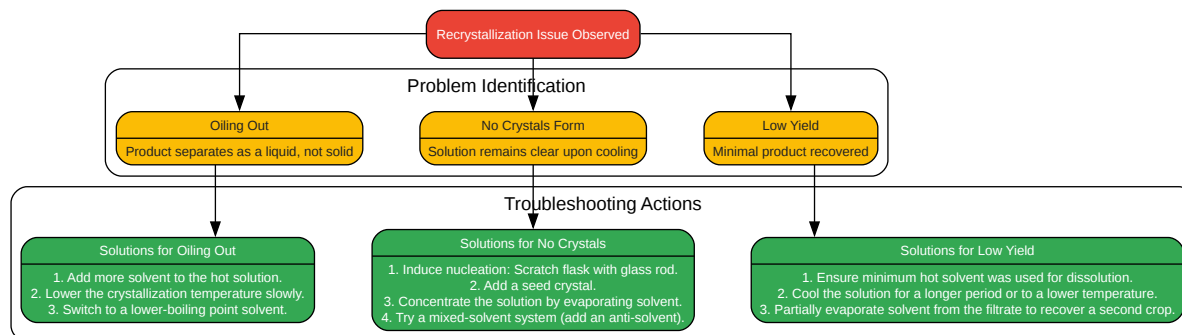 Recrystallization Issue Observed
Problem Identification
Oiling Out
Product separates as a liquid, not solid
No Crystals Form
Solution remains clear upon cooling
Low Yield
Minimal product recovered
Troubleshooting Actions
Solutions for Oiling Out
1. Add more solvent to the hot solution.
2. Lower the crystallization temperature slowly.
3. Switch to a lower-boiling point solvent.
Solutions for No Crystals
1. Induce nucleation: Scratch flask with glass rod.
2. Add a seed crystal.
3. Concentrate the solution by evaporating solvent.
4. Try a mixed-solvent system (add an anti-solvent).
Solutions for Low Yield
1. Ensure minimum hot solvent was used for dissolution.
2. Cool the solution for a longer period or to a lower temperature.
3. Partially evaporate solvent from the filtrate to recover a second crop.